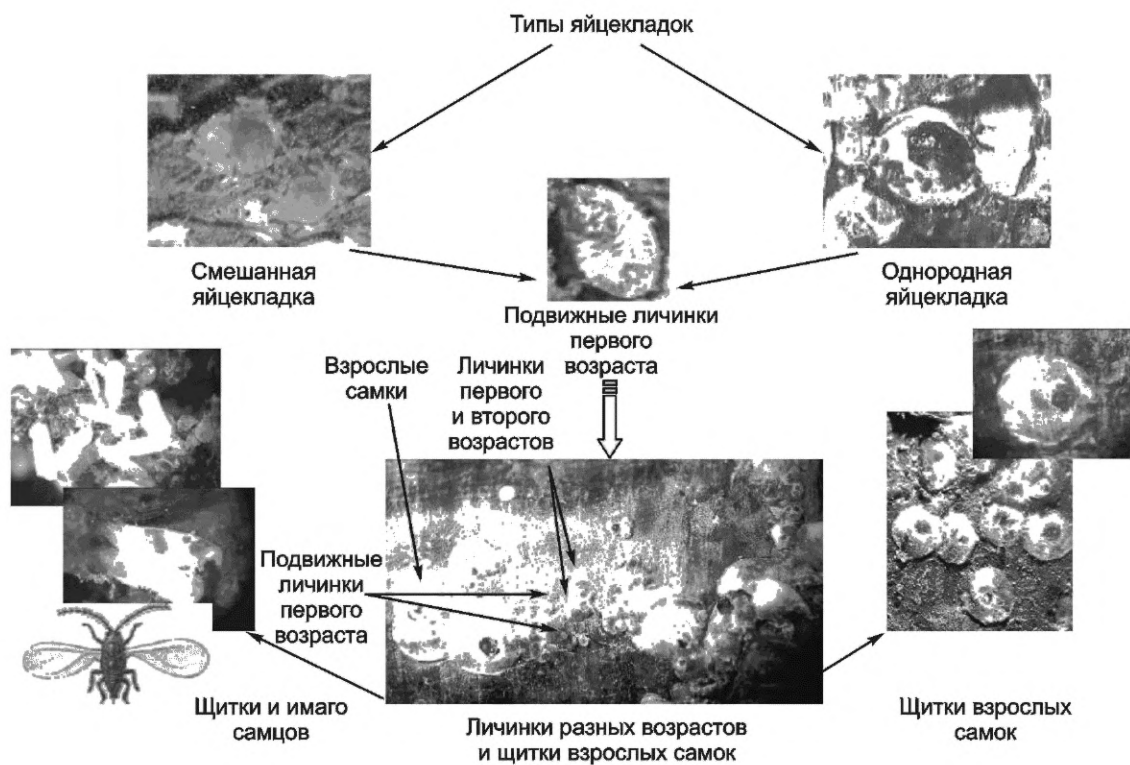 Типы яйцекладок
Смешанная
яйцекладка
Однородная
яйцекладка
Подвижные личинки
первого
возраста
Взрослые
самки
Личинки
первого
и второго
возрастов
Подвижные
личинки
первого
возраста
Щитки и имаго
самцов
Личинки разных возрастов
и щитки взрослых самок
Щитки взрослых
самок